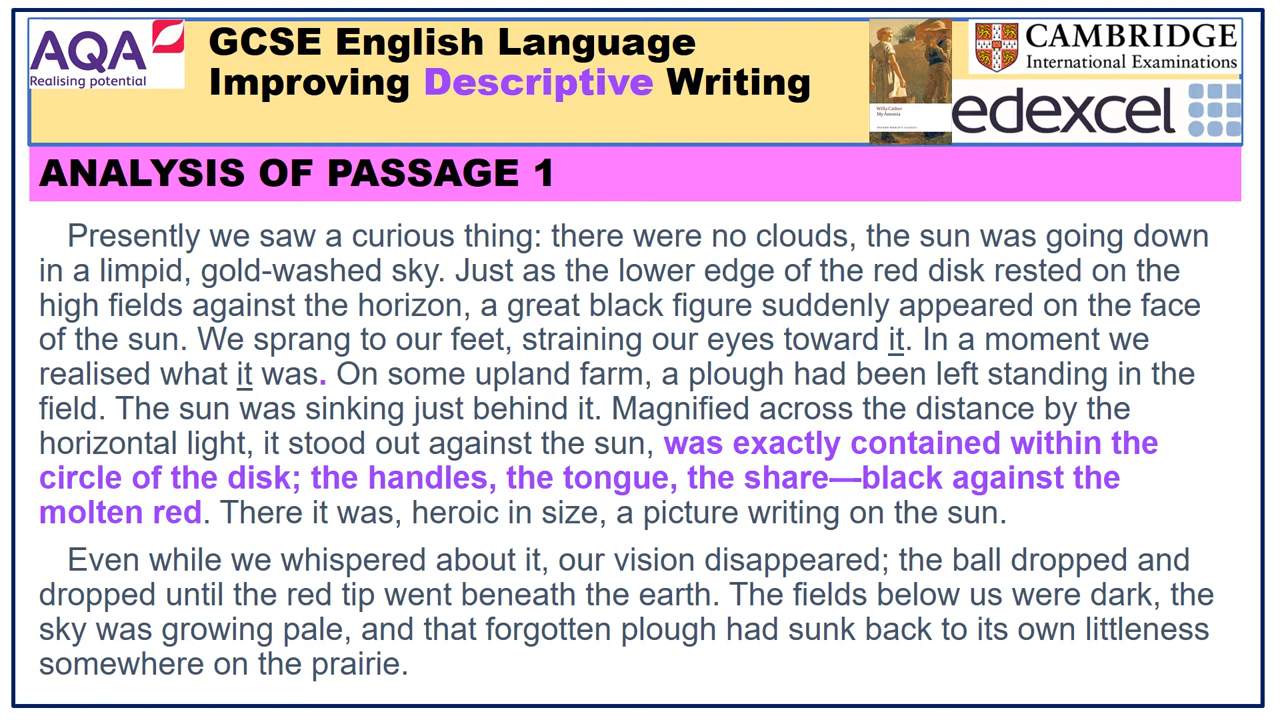 AQA
Realising potential
GCSE English Language
Improving Descriptive Writing
Willa Cather
My Ántonia
CAMBRIDGE
International Examinations
edexcel
ANALYSIS OF PASSAGE 1
Presently we saw a curious thing: there were no clouds, the sun was going down
in a limpid, gold-washed sky. Just as the lower edge of the red disk rested on the
high fields against the horizon, a great black figure suddenly appeared on the face
of the sun. We sprang to our feet, straining our eyes toward it. In a moment we
realised what it was. On some upland farm, a plough had been left standing in the
field. The sun was sinking just behind it. Magnified across the distance by the
horizontal light, it stood out against the sun, was exactly contained within the
circle of the disk; the handles, the tongue, the share—black against the
molten red. There it was, heroic in size, a picture writing on the sun.
Even while we whispered about it, our vision disappeared; the ball dropped and
dropped until the red tip went beneath the earth. The fields below us were dark, the
sky was growing pale, and that forgotten plough had sunk back to its own littleness
somewhere on the prairie.